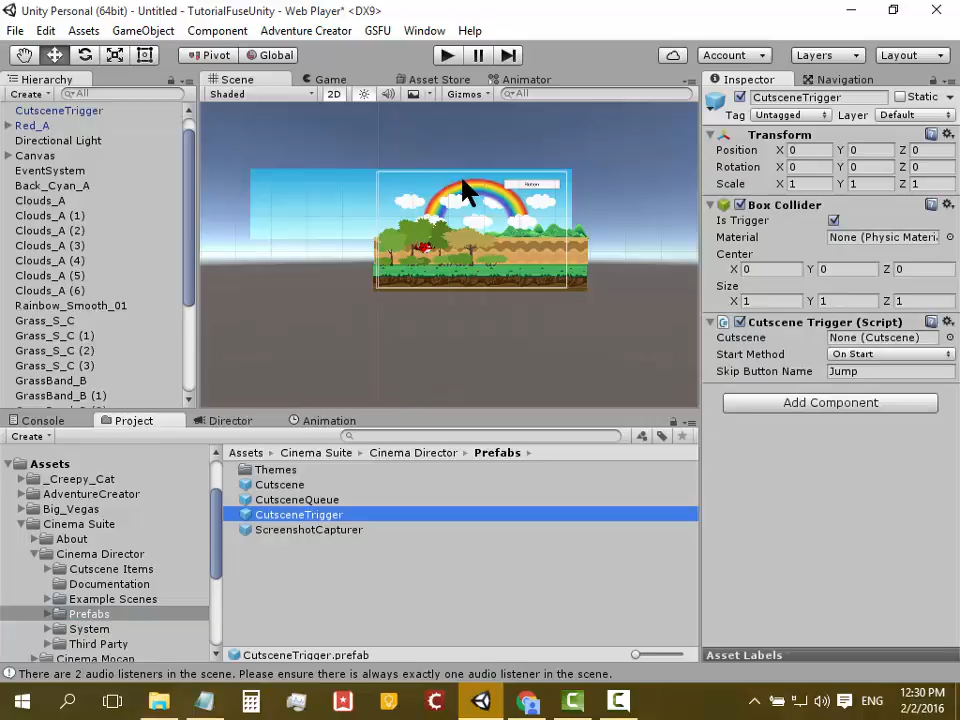 Unity Personal (64bit) - Untitled - TutorialFuseUnity - Web Player* <DX9>
File Edit Assets GameObject Component Adventure Creator GSFU Window Help
Pivot Global Account Layers Layout
Hierarchy
Create All
CutsceneTrigger
Red_A
Directional Light
Canvas
EventSystem
Back_Cyan_A
Clouds_A
Clouds_A (1)
Clouds_A (2)
Clouds_A (3)
Clouds_A (4)
Clouds_A (5)
Clouds_A (6)
Rainbow_Smooth_01
Grass_S_C
Grass_S_C (1)
Grass_S_C (2)
Grass_S_C (3)
GrassBand_B
GrassBand_B (1)
Scene Game Asset Store Animator
Shaded 2D Gizmos All
Inspector Navigation
CutsceneTrigger Static
Tag Untagged Layer Default
Transform
Position X 0 Y 0 Z 0
Rotation X 0 Y 0 Z 0
Scale X 1 Y 1 Z 1
Box Collider
Is Trigger
Material None (Physic Materi
Center
X 0 Y 0 Z 0
Size
X 1 Y 1 Z 1
Cutscene Trigger (Script)
Cutscene None (Cutscene)
Start Method On Start
Skip Button Name Jump
Add Component
Asset Labels
Console Project Director Animation
Create
Assets
_Creepy_Cat
AdventureCreator
Big_Vegas
Cinema Suite
About
Cinema Director
Cutscene Items
Documentation
Example Scenes
Prefabs
System
Third Party
Cinema Mocap
Assets Cinema Suite Cinema Director Prefabs
Themes
Cutscene
CutsceneQueue
CutsceneTrigger
ScreenshotCapturer
CutsceneTrigger.prefab
There are 2 audio listeners in the scene. Please ensure there is always exactly one audio listener in the scene.
ENG
12:30 PM
2/2/2016